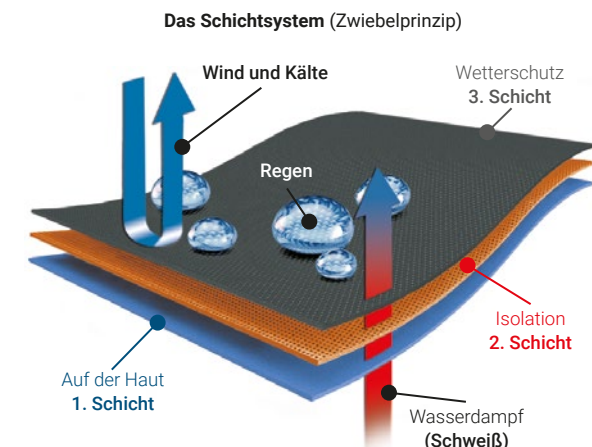 Das Schichtsystem (Zwiebelprinzip)
Wind und Kälte
Wetterschutz
3. Schicht
Regen
Isolation
2. Schicht
Auf der Haut
1. Schicht
Wasserdampf
(Schweiß)